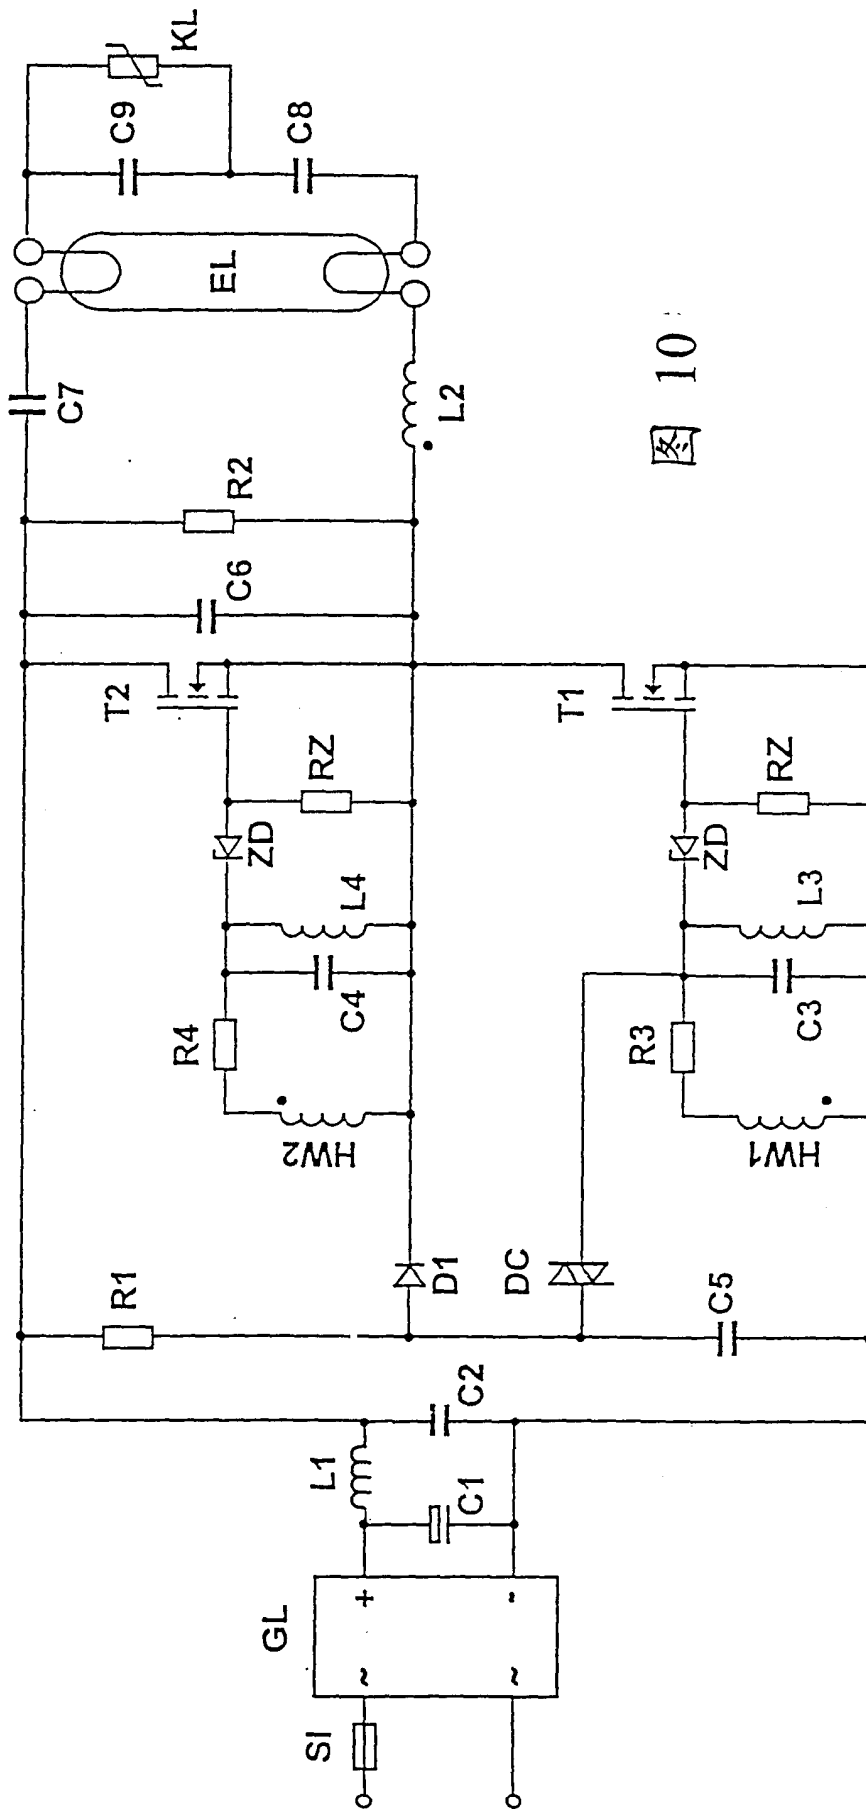 SI
GL
~
~
+
-
L1
C1
C2
R1
D1
DC
C5
HW2
R4
C4
L4
ZD
RZ
T2
HW1
R3
C3
L3
ZD
RZ
T1
C6
R2
C7
L2
EL
C9
C8
KL
图 10